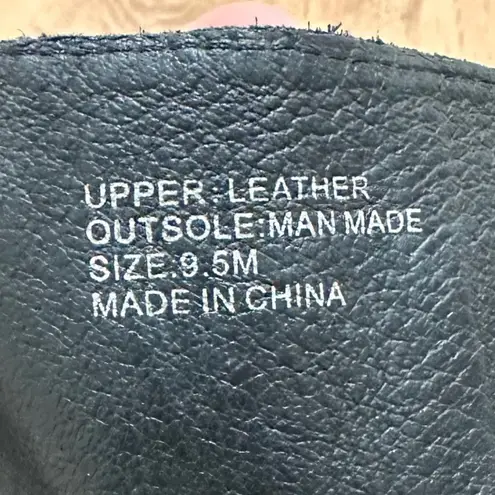 UPPER:LEATHER
OUTSOLE:MAN MADE
SIZE.9.5M
MADE IN CHINA